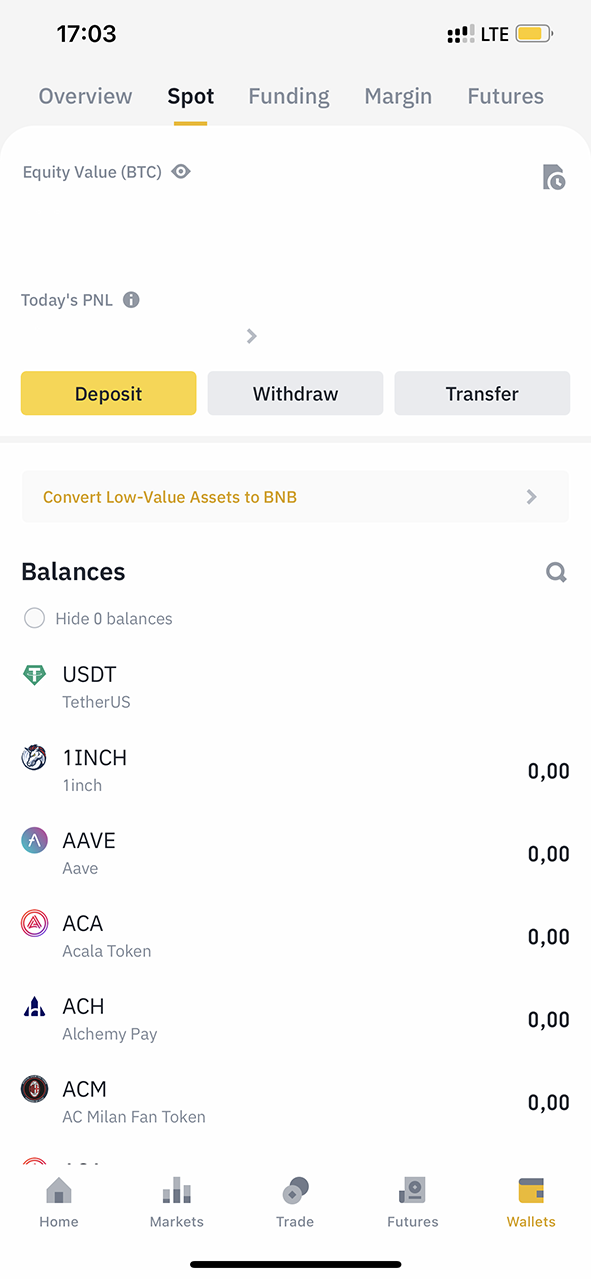 17:03 LTE
Overview Spot Funding Margin Futures
Equity Value (BTC)
Today's PNL
Deposit Withdraw Transfer
Convert Low-Value Assets to BNB
Balances
Hide 0 balances
USDT
TetherUS
1INCH
1inch
0,00
AAVE
Aave
0,00
ACA
Acala Token
0,00
ACH
Alchemy Pay
0,00
ACM
AC Milan Fan Token
0,00
Home Markets Trade Futures Wallets